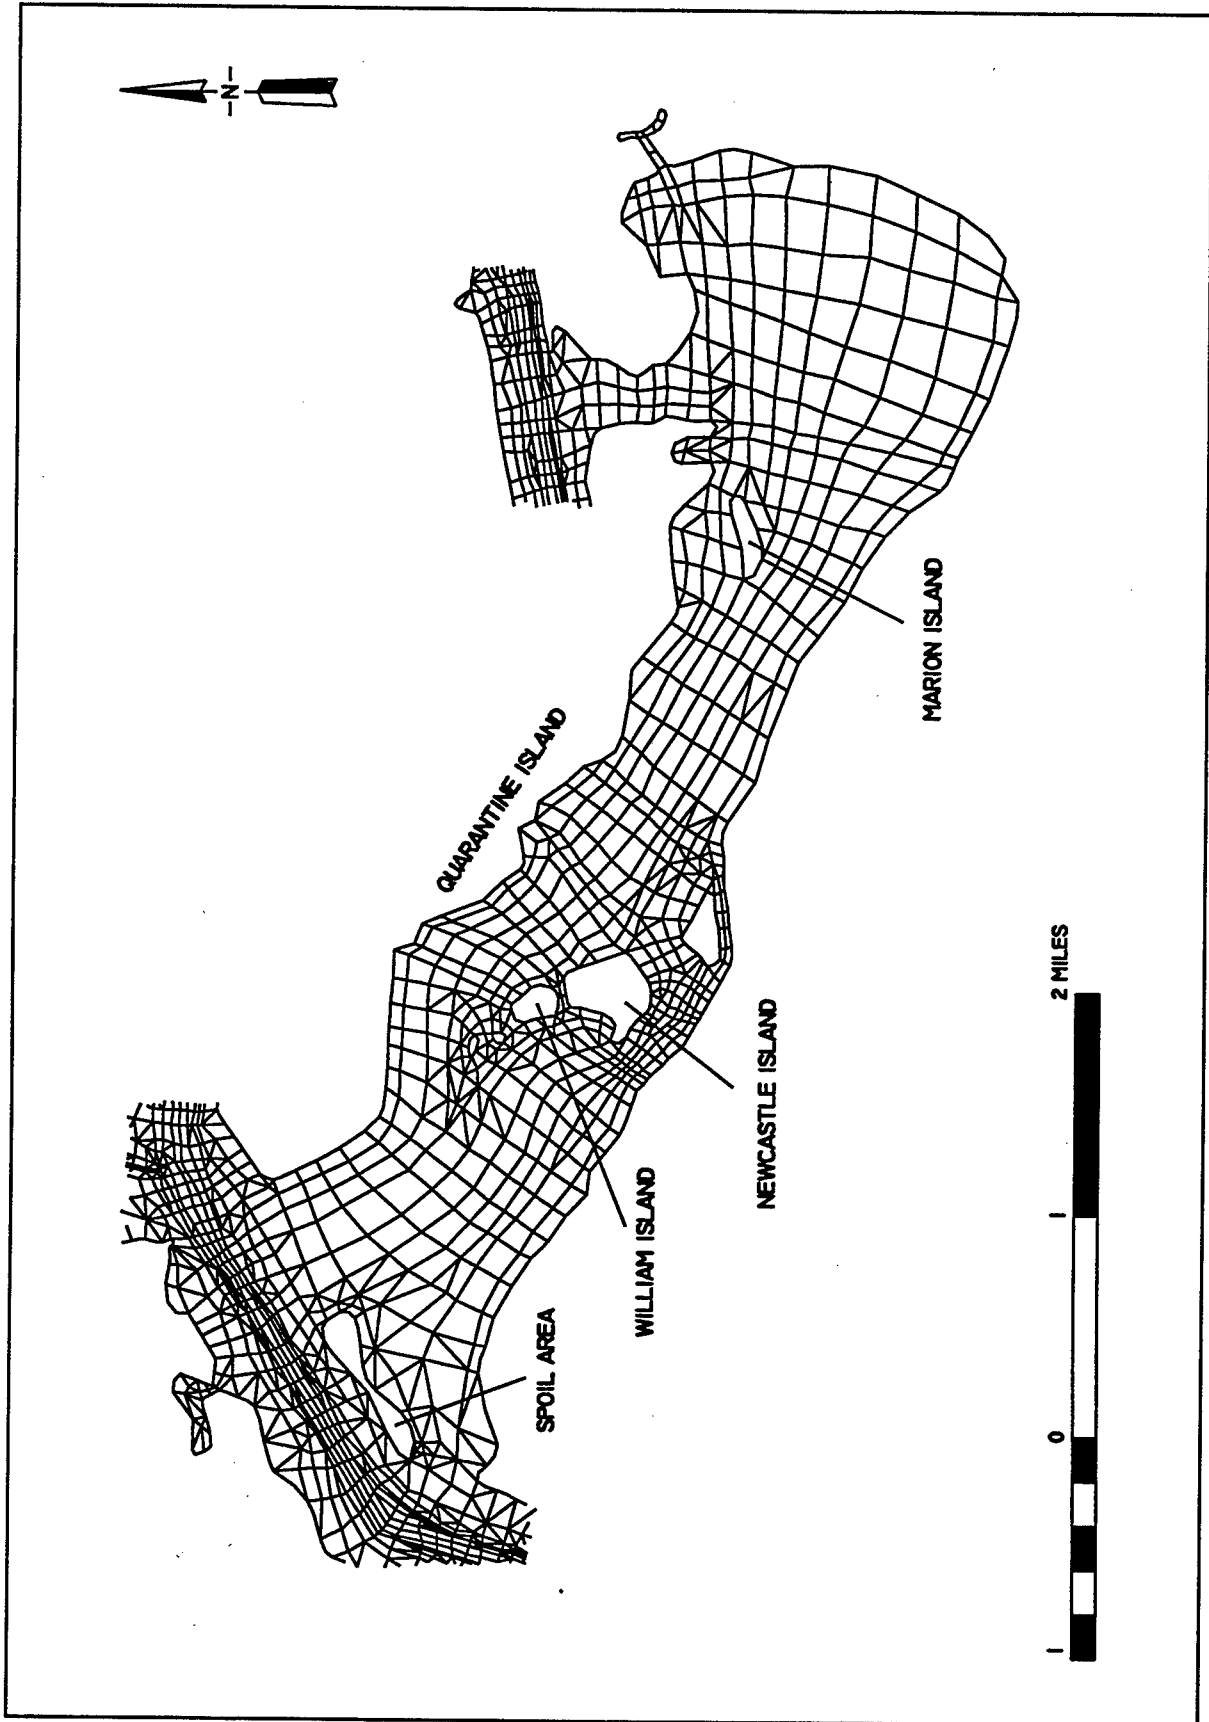 -N-
QUARANTINE ISLAND
MARION ISLAND
NEWCASTLE ISLAND
WILLIAM ISLAND
SPOIL AREA
1 0 1 2 MILES